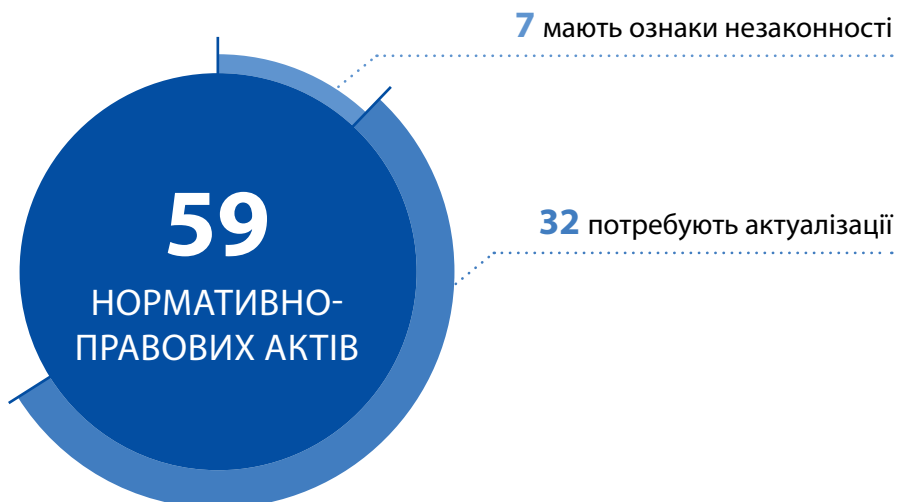 7 мають ознаки незаконності
32 потребують актуалізації
59
НОРМАТИВНО-
ПРАВОВИХ АКТІВ